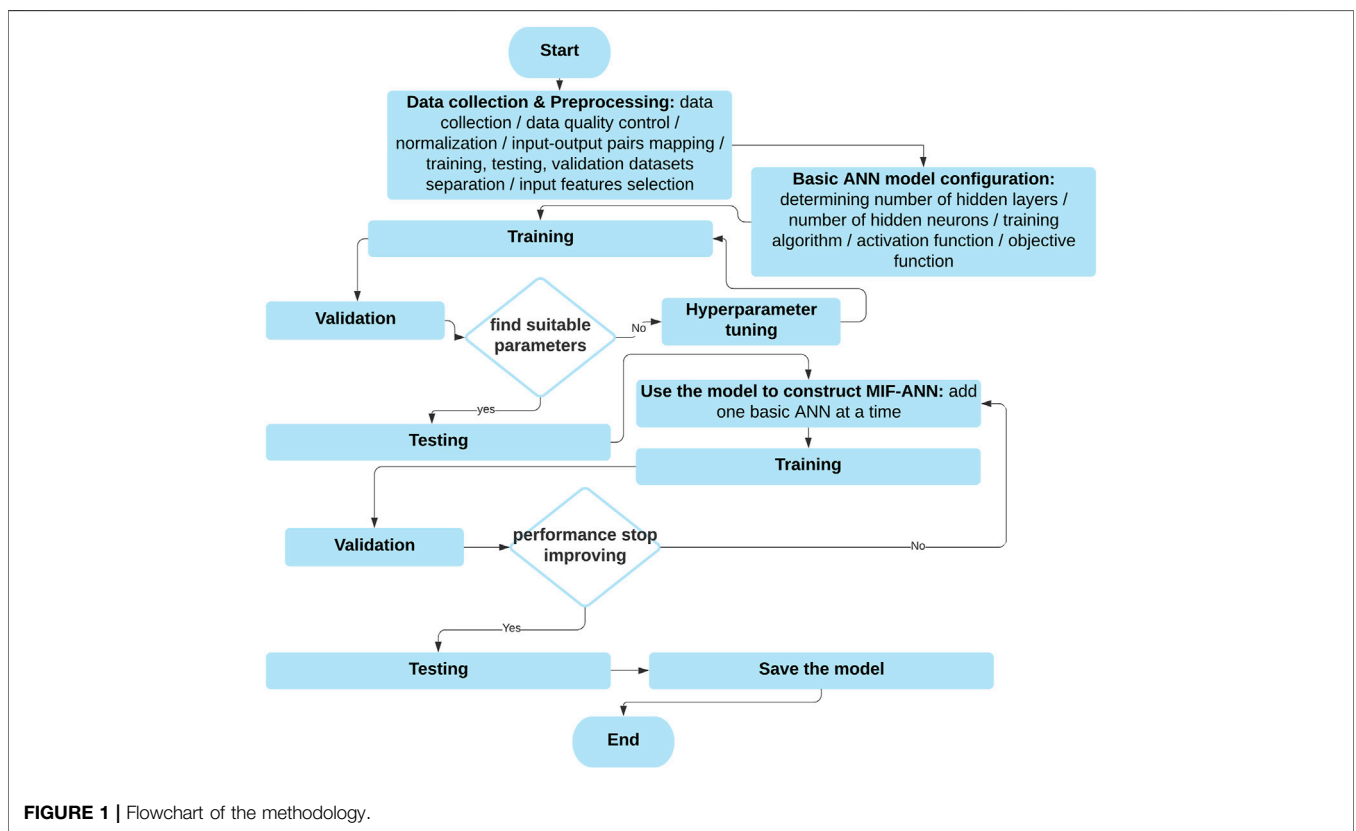 Start
Data collection & Preprocessing: data
collection / data quality control /
normalization / input-output pairs mapping /
training, testing, validation datasets
separation / input features selection
Basic ANN model configuration:
determining number of hidden layers /
number of hidden neurons / training
algorithm / activation function / objective
function
Training
Validation
find suitable
parameters
No
Hyperparameter
tuning
yes
Testing
Use the model to construct MIF-ANN: add
one basic ANN at a time
Training
Validation
performance stop
improving
No
Yes
Testing
Save the model
End
FIGURE 1 | Flowchart of the methodology.